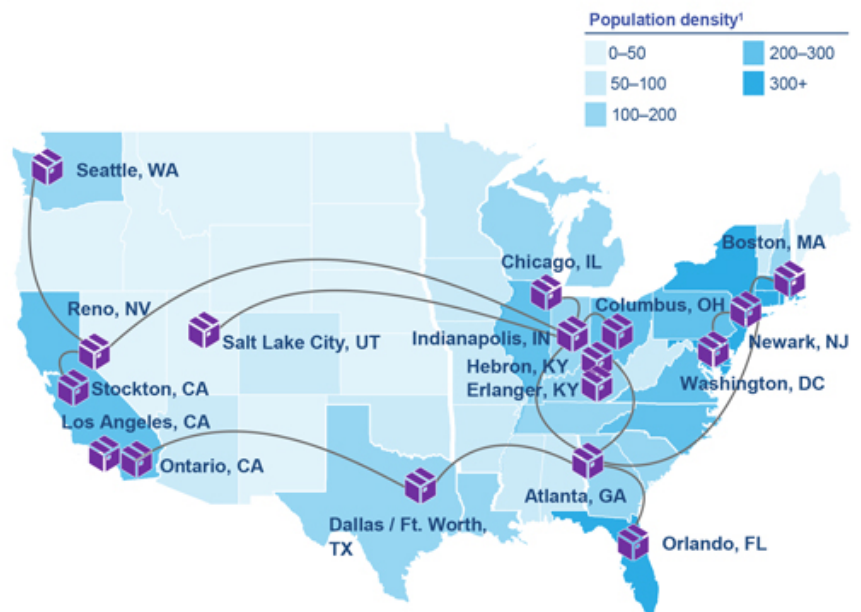 Population density¹
0–50
200–300
50–100
300+
100–200
Seattle, WA
Boston, MA
Chicago, IL
Reno, NV
Columbus, OH
Salt Lake City, UT
Indianapolis, IN
Newark, NJ
Hebron, KY
Stockton, CA
Erlanger, KY
Washington, DC
Los Angeles, CA
Ontario, CA
Atlanta, GA
Dallas / Ft. Worth,
TX
Orlando, FL